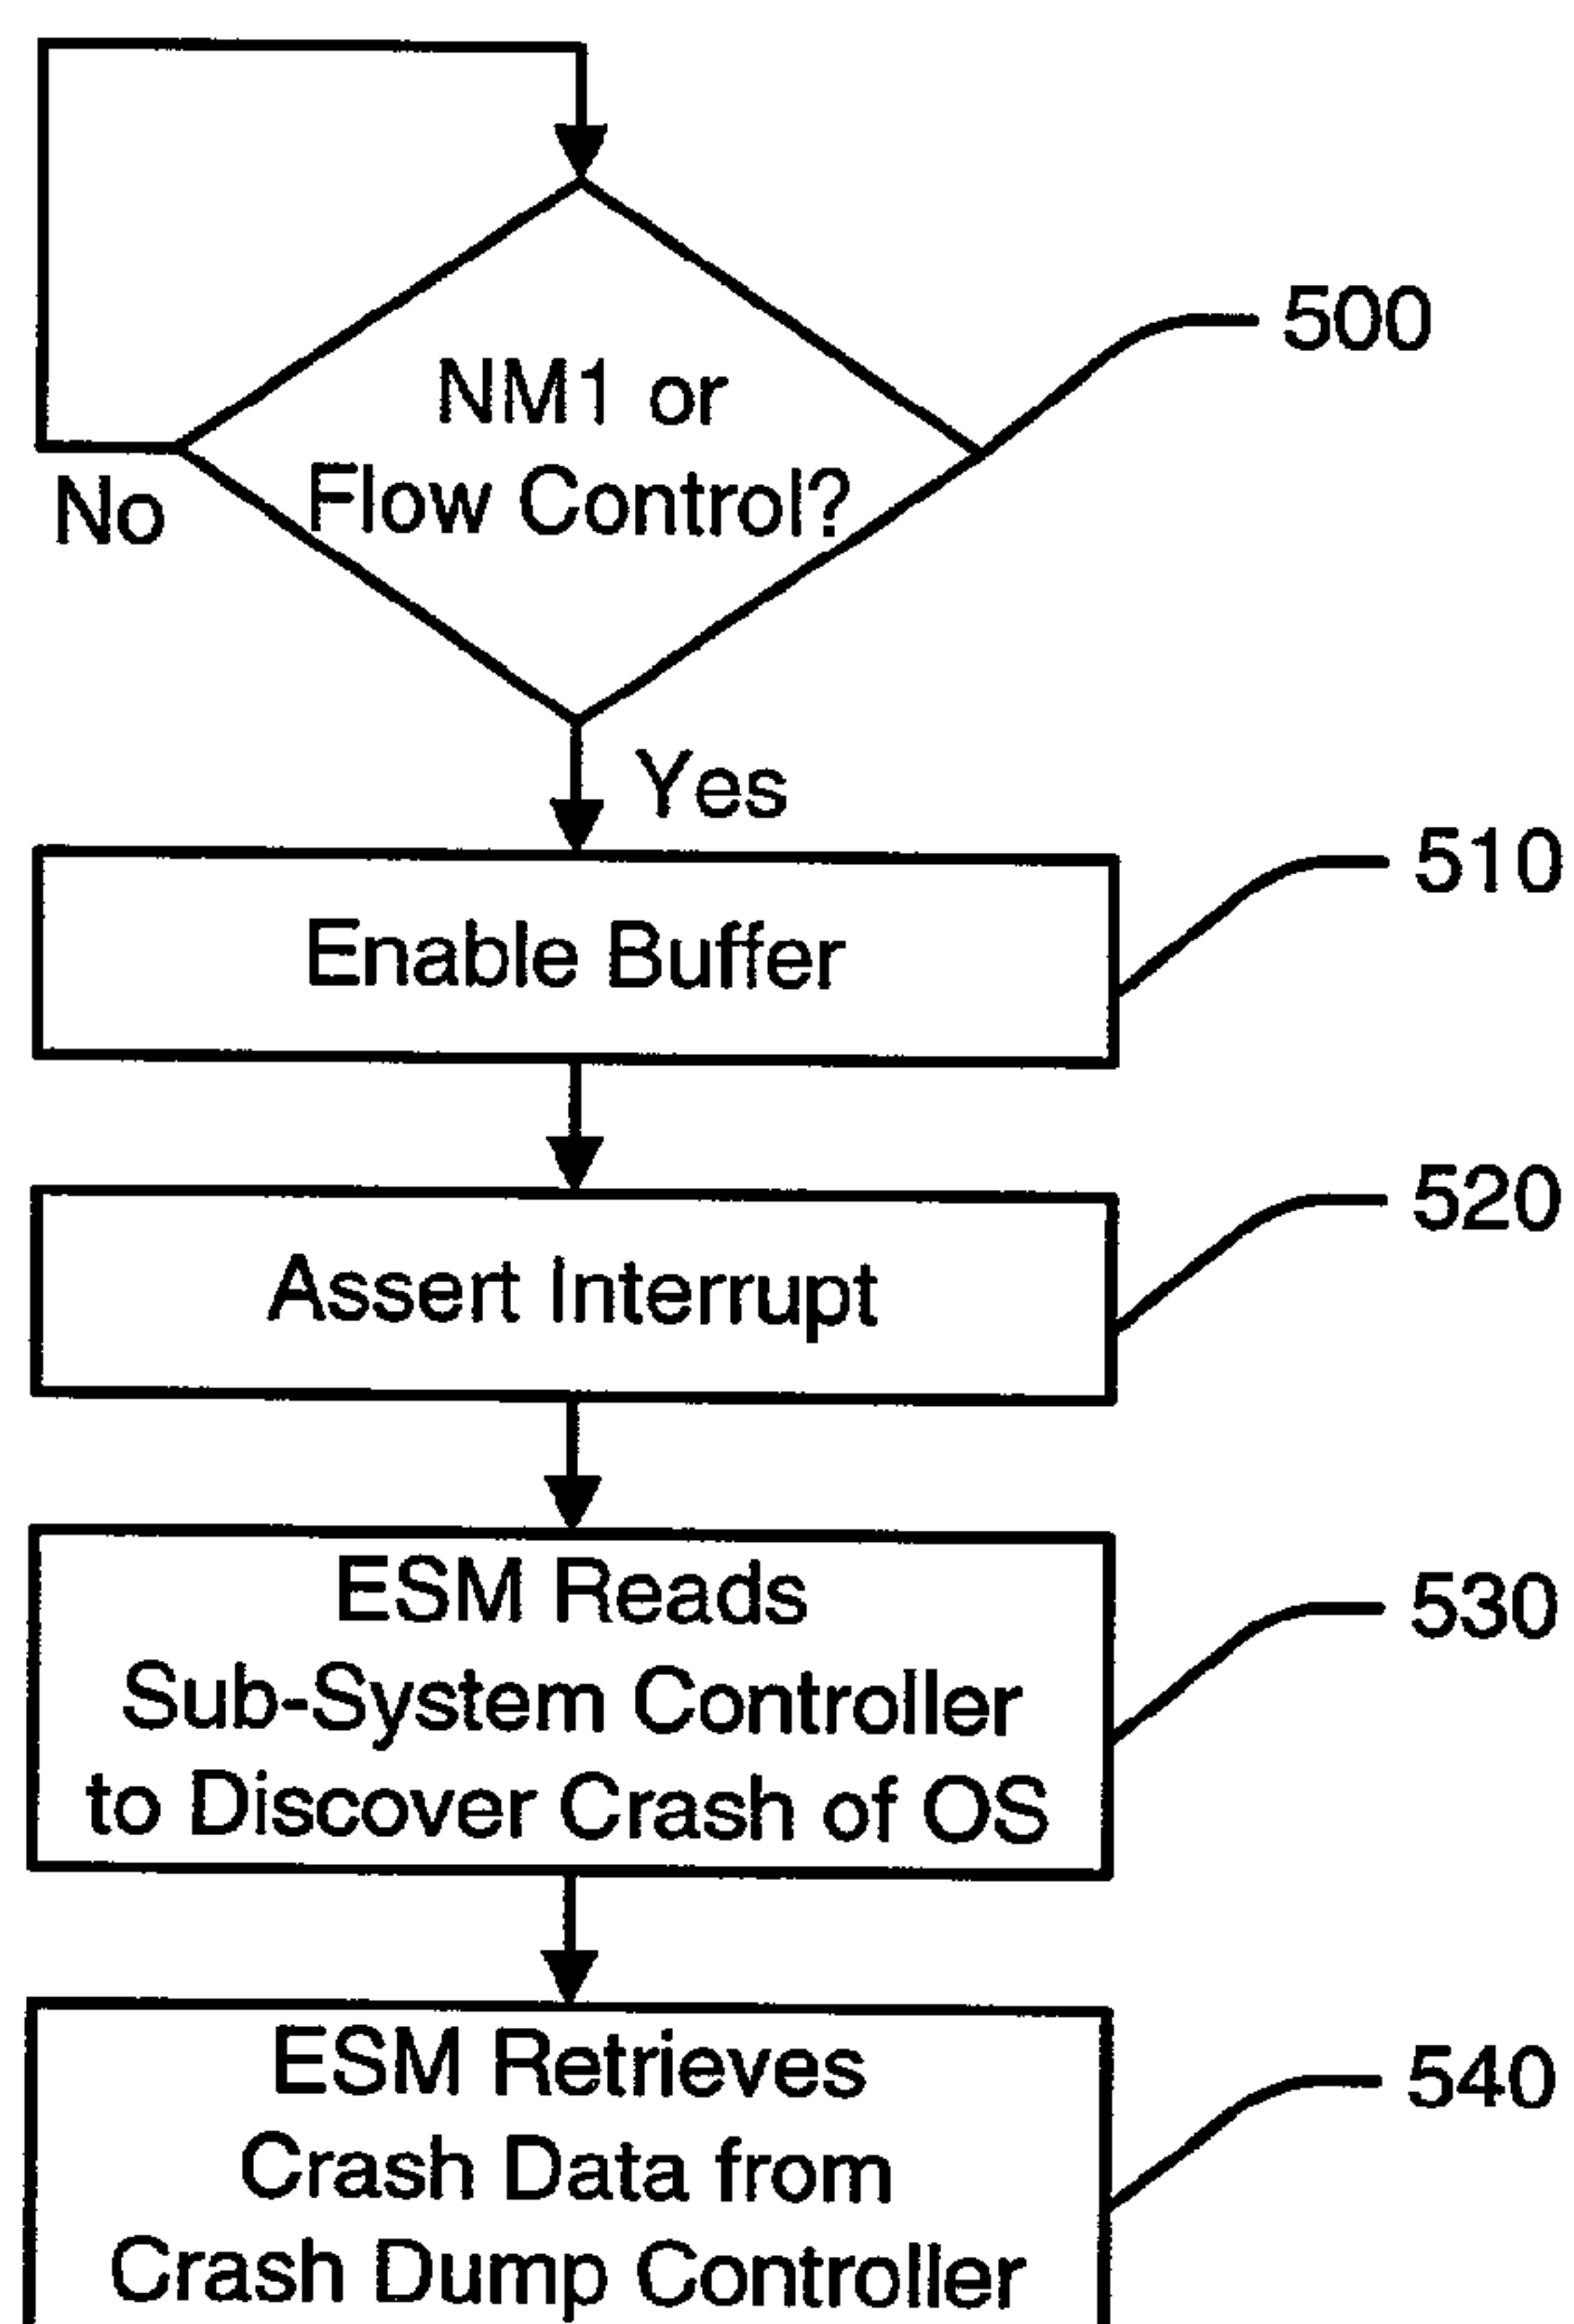 500
NM1 or
Flow Control?
No
Yes
510
Enable Buffer
520
Assert Interrupt
530
ESM Reads
Sub-System Controller
to Discover Crash of OS
540
ESM Retrieves
Crash Data from
Crash Dump Controller